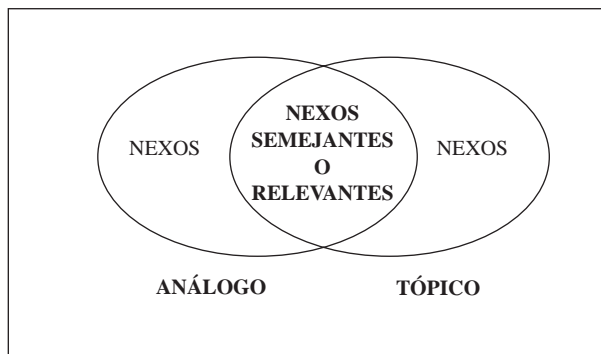 NEXOS
NEXOS
SEMEJANTES
O
RELEVANTES
NEXOS
ANÁLOGO
TÓPICO